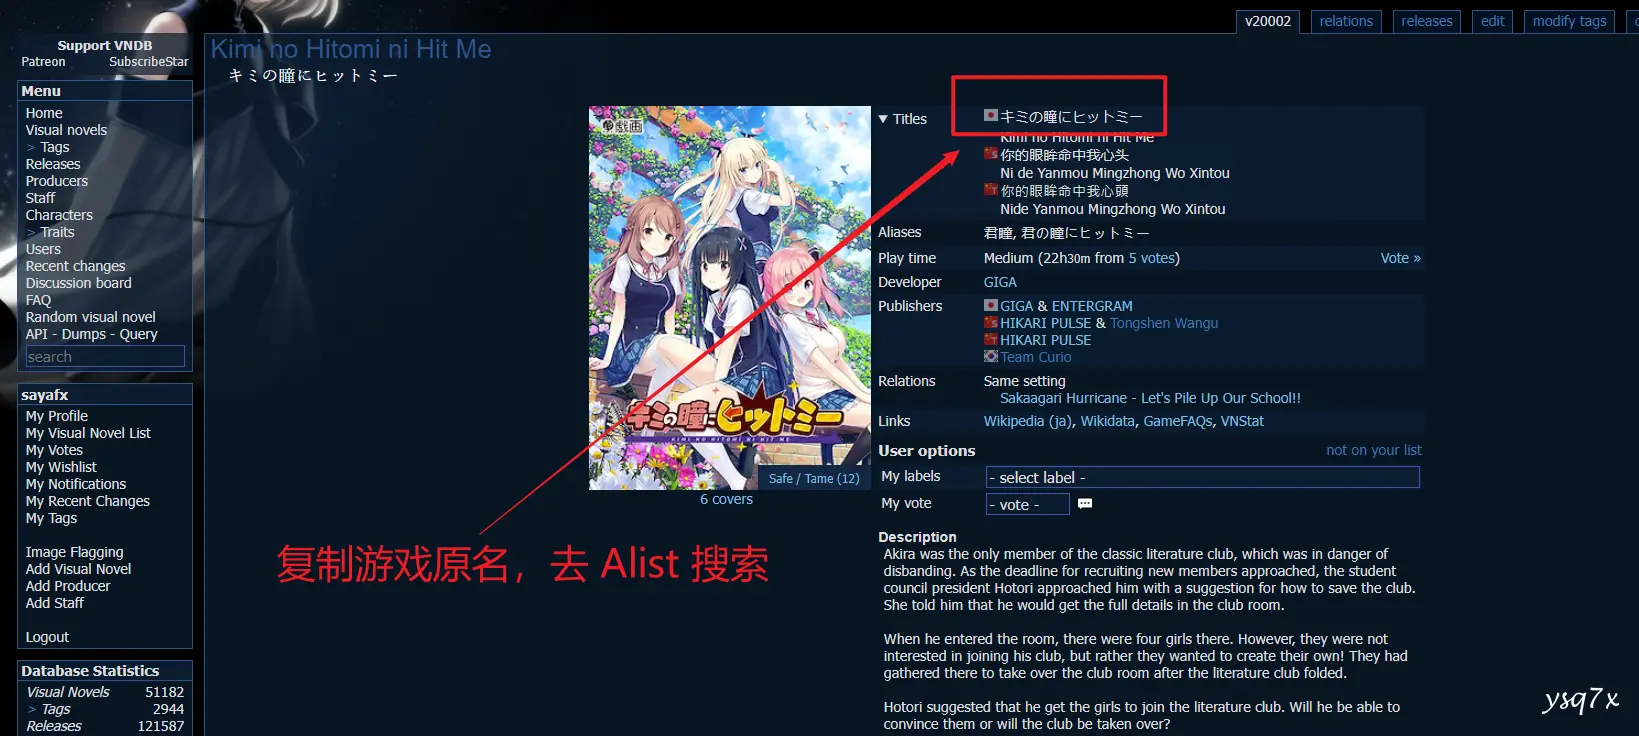 v20002 relations releases edit modify tags
Support VNDB
Patreon SubscribeStar
Menu
Home
Visual novels
> Tags
Releases
Producers
Staff
Characters
> Traits
Users
Recent changes
Discussion board
FAQ
Random visual novel
API - Dumps - Query
search
sayafx
My Profile
My Visual Novel List
My Votes
My Wishlist
My Notifications
My Recent Changes
My Tags
Image Flagging
Add Visual Novel
Add Producer
Add Staff
Logout
Database Statistics
Visual Novels 51182
> Tags 2944
Releases 121587
Kimi no Hitomi ni Hit Me
キミの瞳にヒットミー
戯画
キミの瞳にヒットミー
KIMI NO HITOMI NI HIT ME
Safe / Tame (12)
6 covers
▼ Titles
キミの瞳にヒットミー
Kimi no Hitomi ni Hit Me
你的眼眸命中我心头
Ni de Yanmou Mingzhong Wo Xintou
你的眼眸命中我心頭
Nide Yanmou Mingzhong Wo Xintou
Aliases 君瞳, 君の瞳にヒットミー
Play time Medium (22h30m from 5 votes) Vote »
Developer GIGA
Publishers GIGA & ENTERGRAM
HIKARI PULSE & Tongshen Wangu
HIKARI PULSE
Team Curio
Relations Same setting
Sakaagari Hurricane - Let's Pile Up Our School!!
Links Wikipedia (ja), Wikidata, GameFAQs, VNStat
User options not on your list
My labels - select label -
My vote - vote -
Description
Akira was the only member of the classic literature club, which was in danger of
disbanding. As the deadline for recruiting new members approached, the student
council president Hotori approached him with a suggestion for how to save the club.
She told him that he would get the full details in the club room.
When he entered the room, there were four girls there. However, they were not
interested in joining his club, but rather they wanted to create their own! They had
gathered there to take over the club room after the literature club folded.
Hotori suggested that he get the girls to join the literature club. Will he be able to
convince them or will the club be taken over?
复制游戏原名，去 Alist 搜索
ysq7x